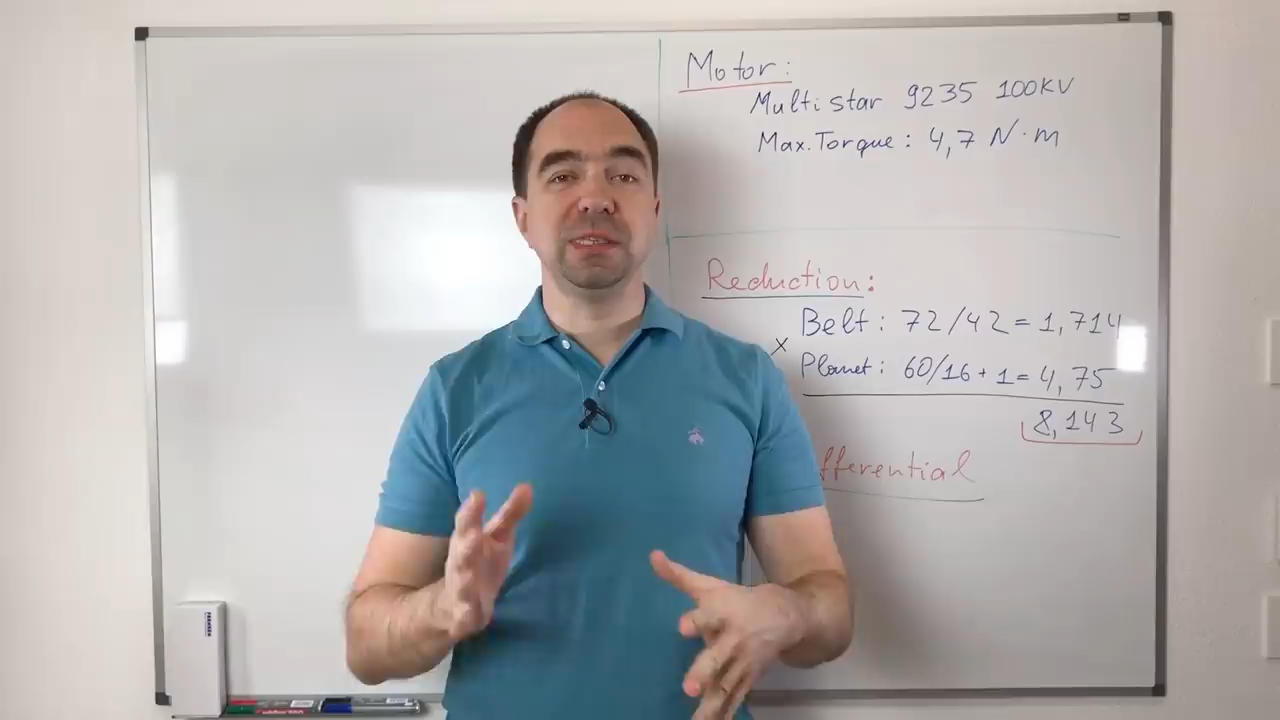 Motor:
Multistar 9235 100KV
Max. Torque: 4,7 N·m
Reduction:
Belt: 72/42=1,714
x
Planet: 60/16+1=4,75
8,143
fferential